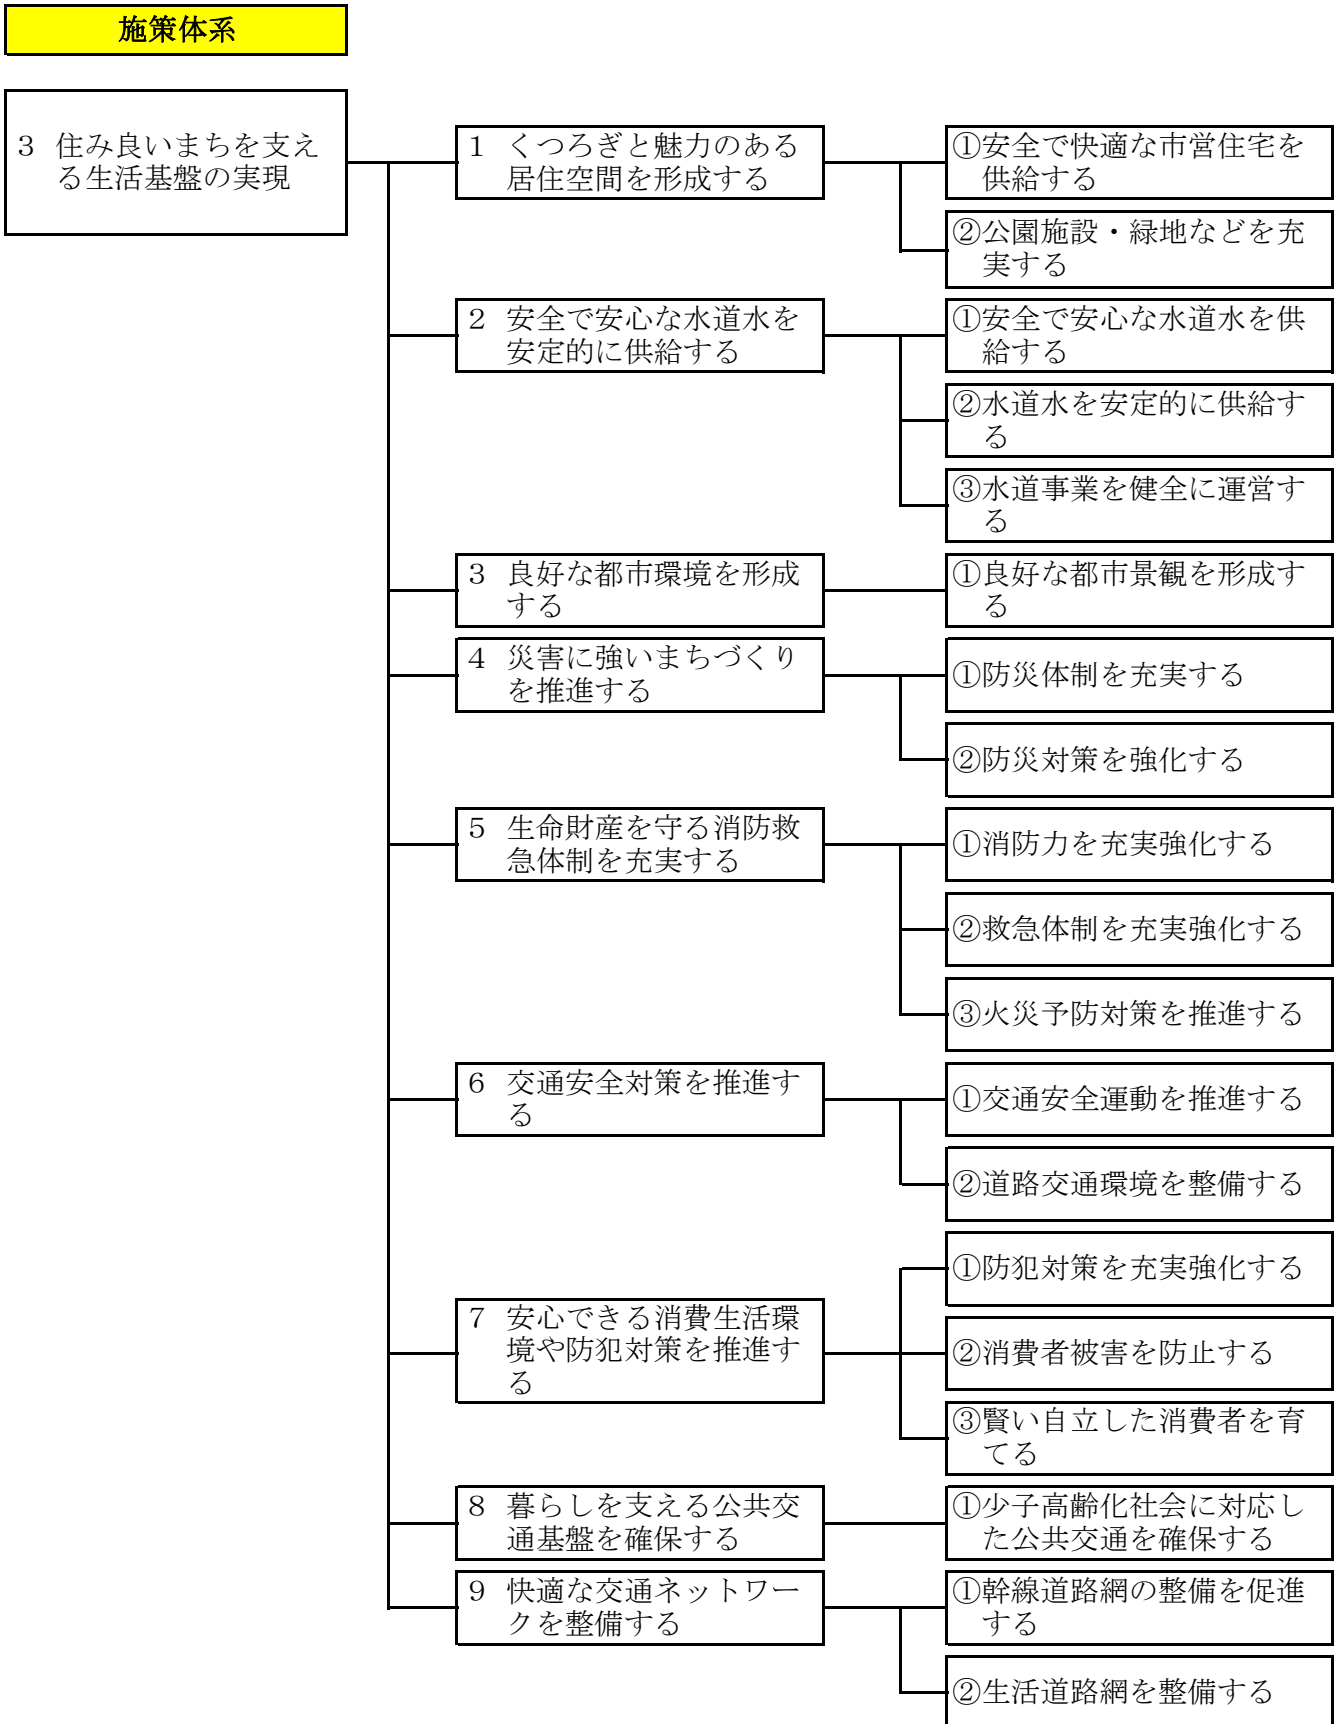 施策体系
３ 住み良いまちを支え
る生活基盤の実現
１ くつろぎと魅力のある
居住空間を形成する
①安全で快適な市営住宅を
供給する
②公園施設・緑地などを充
実する
２ 安全で安心な水道水を
安定的に供給する
①安全で安心な水道水を供
給する
②水道水を安定的に供給す
る
③水道事業を健全に運営す
る
３ 良好な都市環境を形成
する
①良好な都市景観を形成す
る
４ 災害に強いまちづくり
を推進する
①防災体制を充実する
②防災対策を強化する
５ 生命財産を守る消防救
急体制を充実する
①消防力を充実強化する
②救急体制を充実強化する
③火災予防対策を推進する
６ 交通安全対策を推進す
る
①交通安全運動を推進する
②道路交通環境を整備する
７ 安心できる消費生活環
境や防犯対策を推進す
る
①防犯対策を充実強化する
②消費者被害を防止する
③賢い自立した消費者を育
てる
８ 暮らしを支える公共交
通基盤を確保する
①少子高齢化社会に対応し
た公共交通を確保する
９ 快適な交通ネットワー
クを整備する
①幹線道路網の整備を促進
する
②生活道路網を整備する